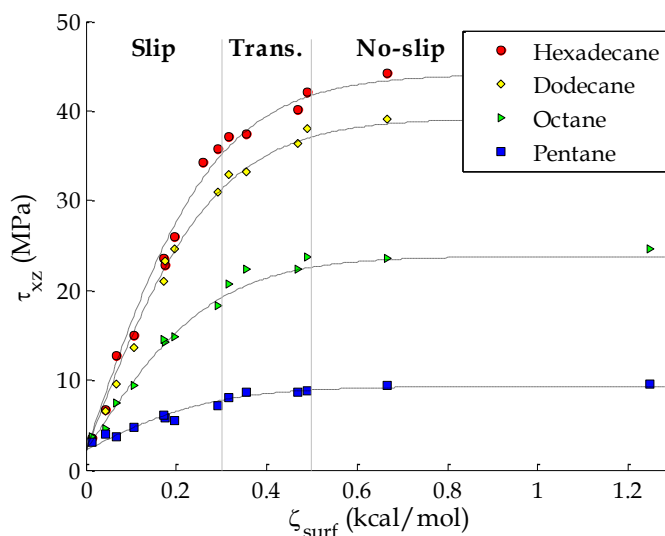 50
Slip Trans. No-slip
Hexadecane
Dodecane
Octane
Pentane
40
30
20
10
0
τxz (MPa)
0 0.2 0.4 0.6 0.8 1 1.2
ζsurf (kcal/mol)